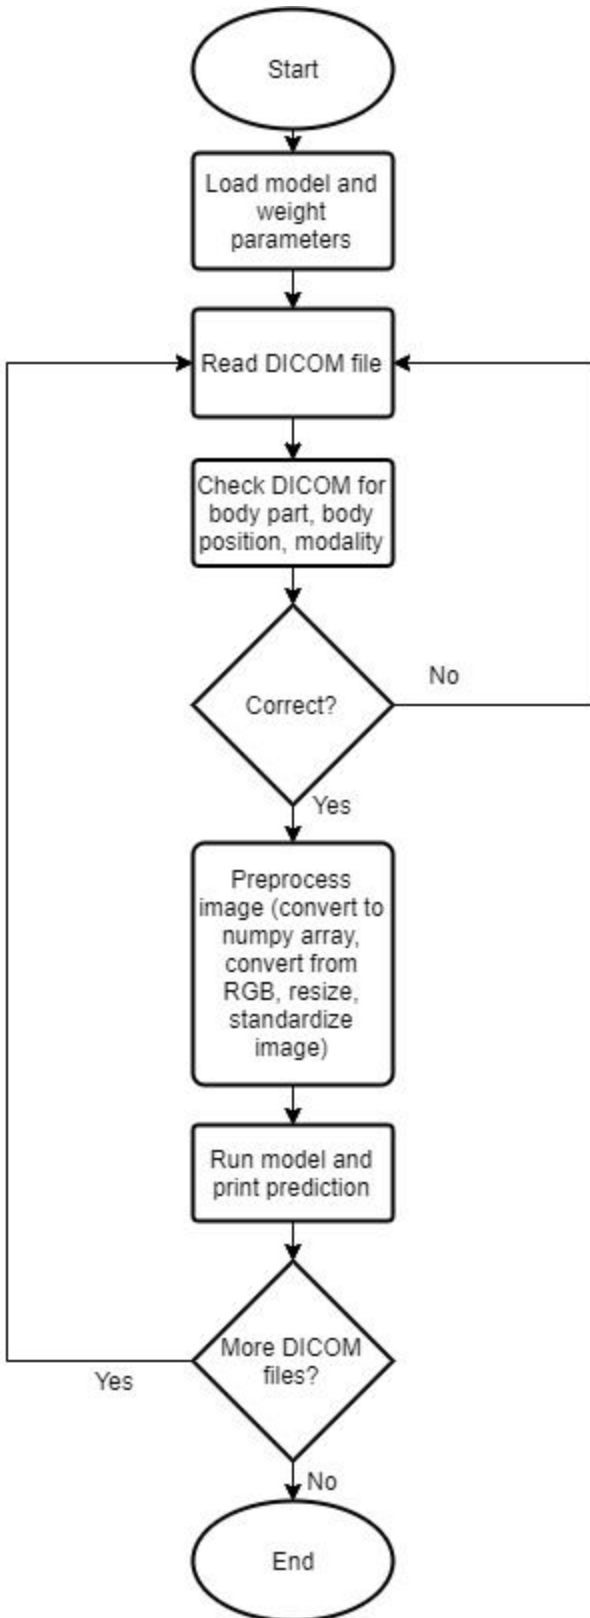 Start
Load model and
weight
parameters
Read DICOM file
Check DICOM for
body part, body
position, modality
No
Correct?
Yes
Preprocess
image (convert to
numpy array,
convert from
RGB, resize,
standardize
image)
Run model and
print prediction
More DICOM
files?
Yes
No
End